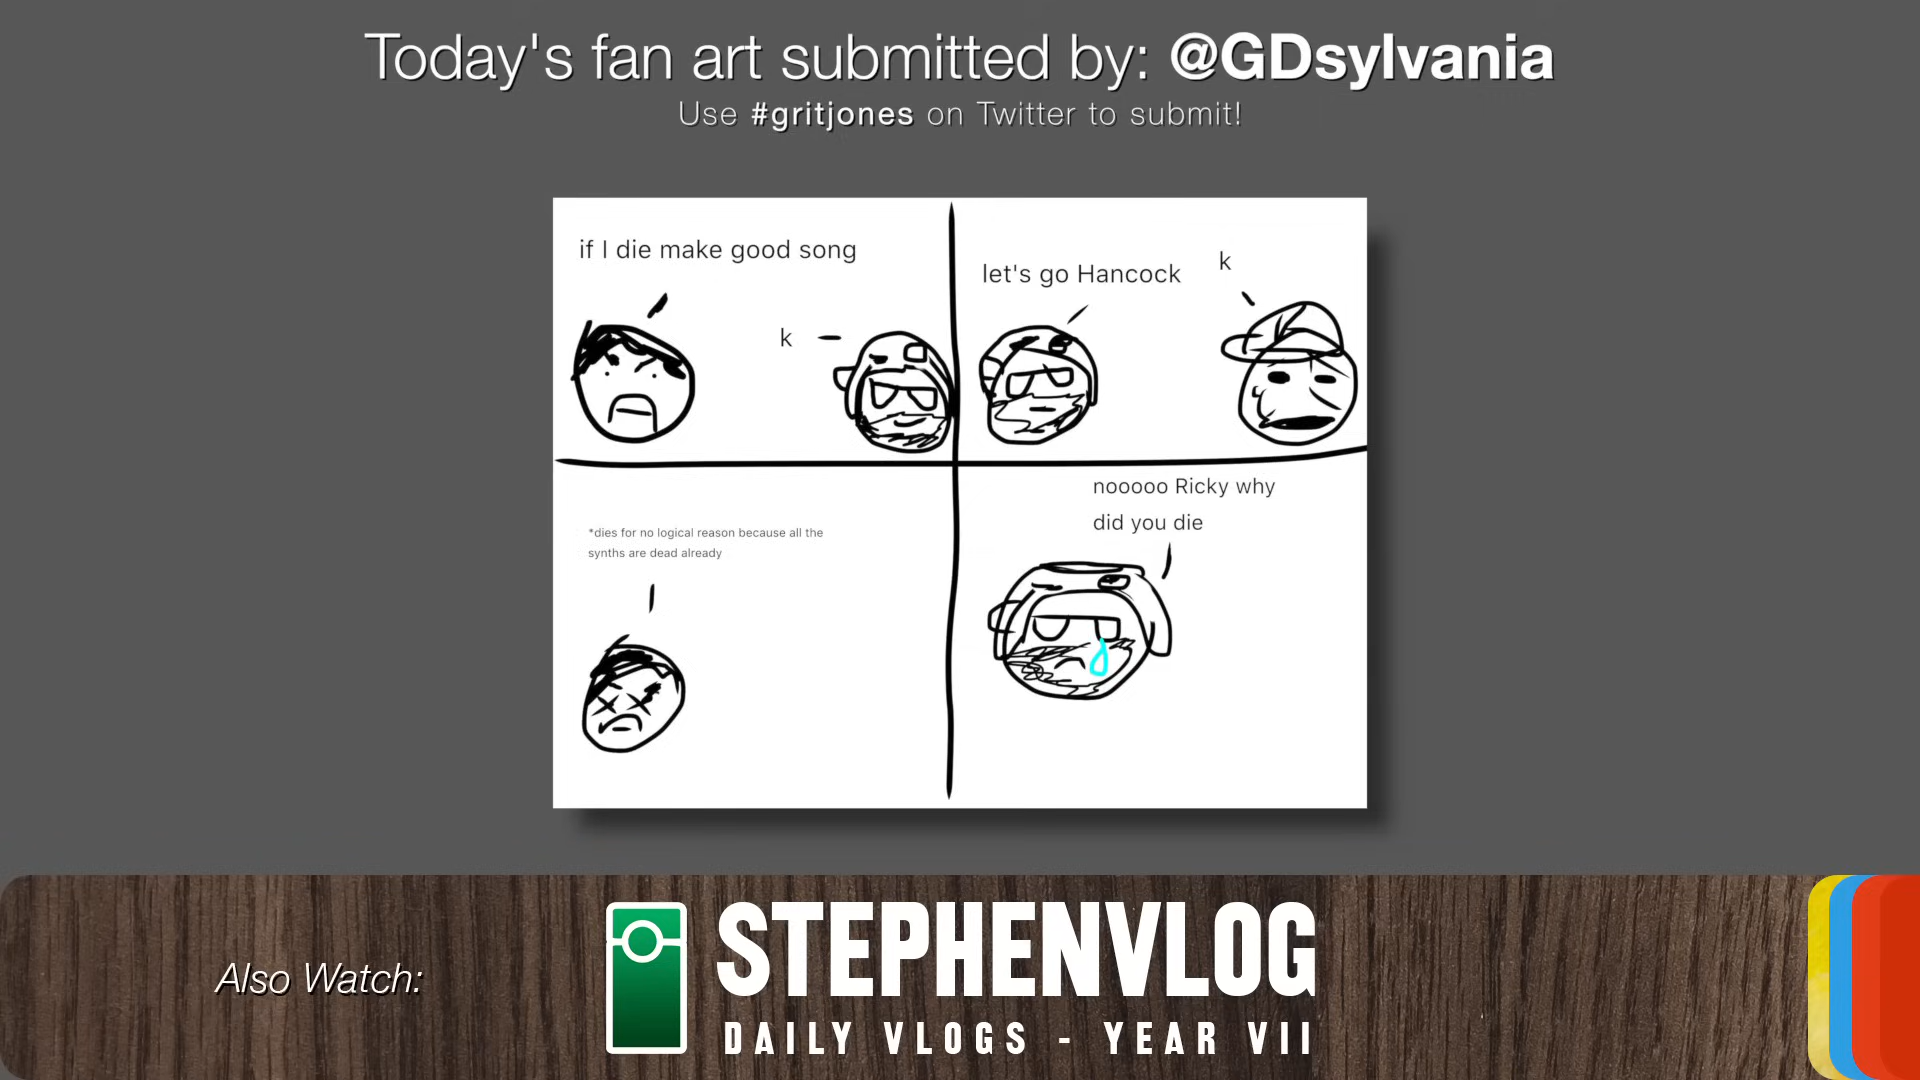 Today's fan art submitted by: @GDsylvania
Use #gritjones on Twitter to submit!
if I die make good song
k
let's go Hancock
k
*dies for no logical reason because all the
synths are dead already
nooooo Ricky why
did you die
Also Watch:
STEPHENVLOG
DAILY VLOGS - YEAR VII